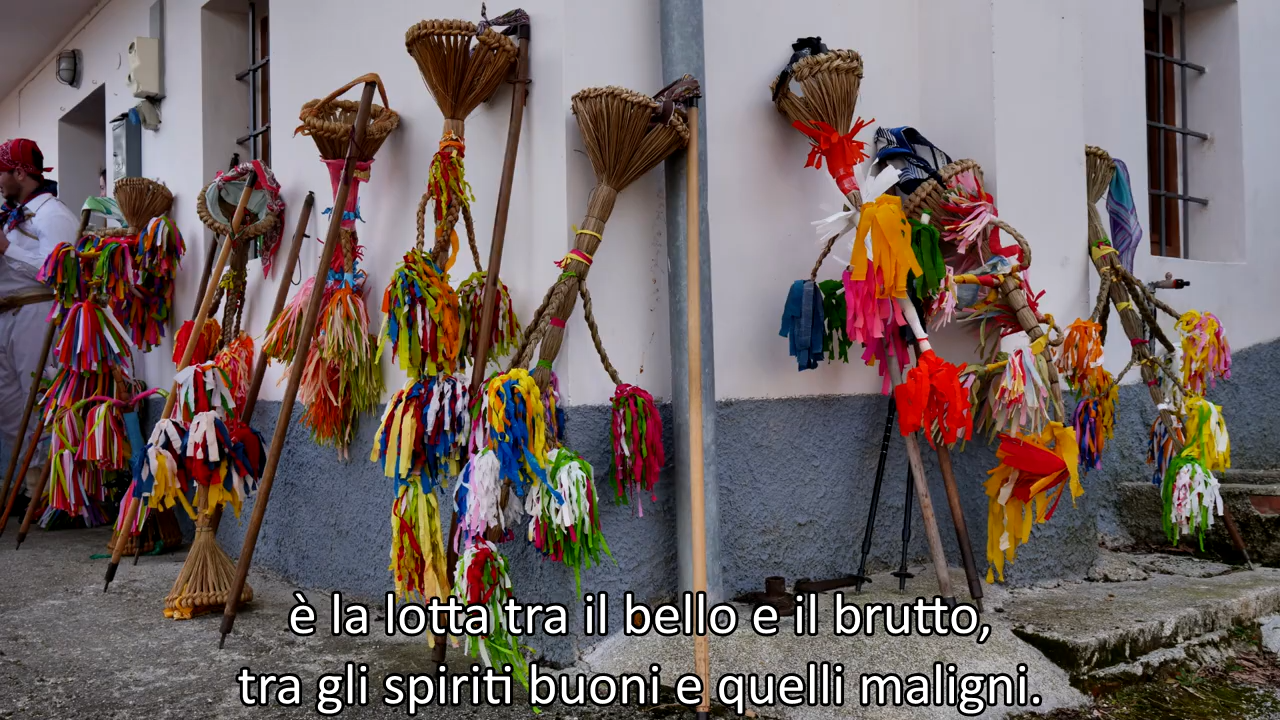 è la lotta tra il bello e il brutto,
tra gli spiriti buoni e quelli maligni.